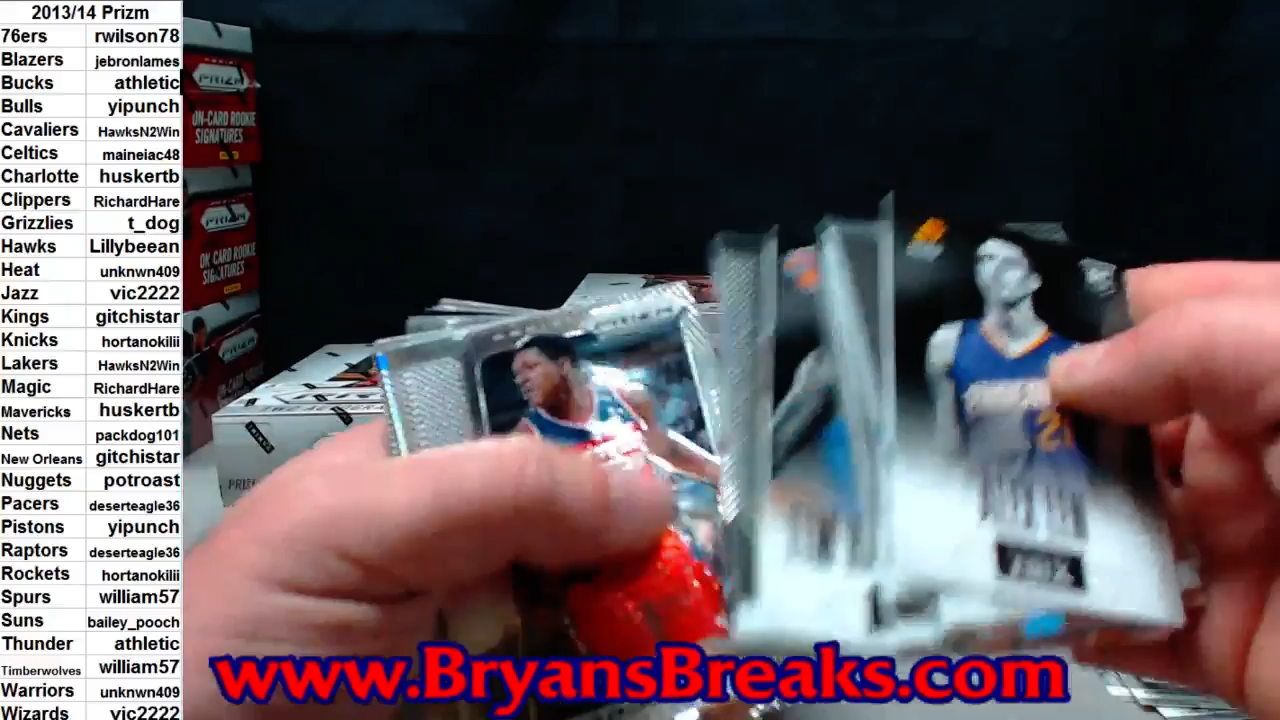 2013/14 Prizm
76ers rwilson78
Blazers jebronlames
Bucks athletic
Bulls yipunch
Cavaliers HawksN2Win
Celtics maineiac48
Charlotte huskertb
Clippers RichardHare
Grizzlies t_dog
Hawks Lillybeean
Heat unknwn409
Jazz vic2222
Kings gitchistar
Knicks hortanokilii
Lakers HawksN2Win
Magic RichardHare
Mavericks huskertb
Nets packdog101
New Orleans gitchistar
Nuggets potroast
Pacers deserteagle36
Pistons yipunch
Raptors deserteagle36
Rockets hortanokilii
Spurs william57
Suns bailey_pooch
Thunder athletic
Timberwolves william57
Warriors unknwn409
Wizards vic2222
PRIZM
ON-CARD ROOKIE
SIGNATURES
PRIZM
ON-CARD ROOKIE
SIGNATURES
PRIZM
PRIZM
www.BryansBreaks.com